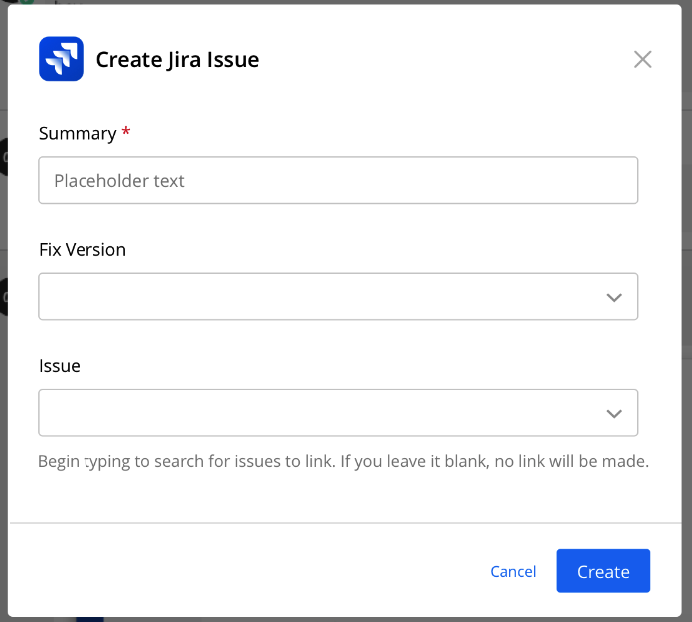 Create Jira Issue
Summary *
Placeholder text
Fix Version
Issue
Begin typing to search for issues to link. If you leave it blank, no link will be made.
Cancel
Create